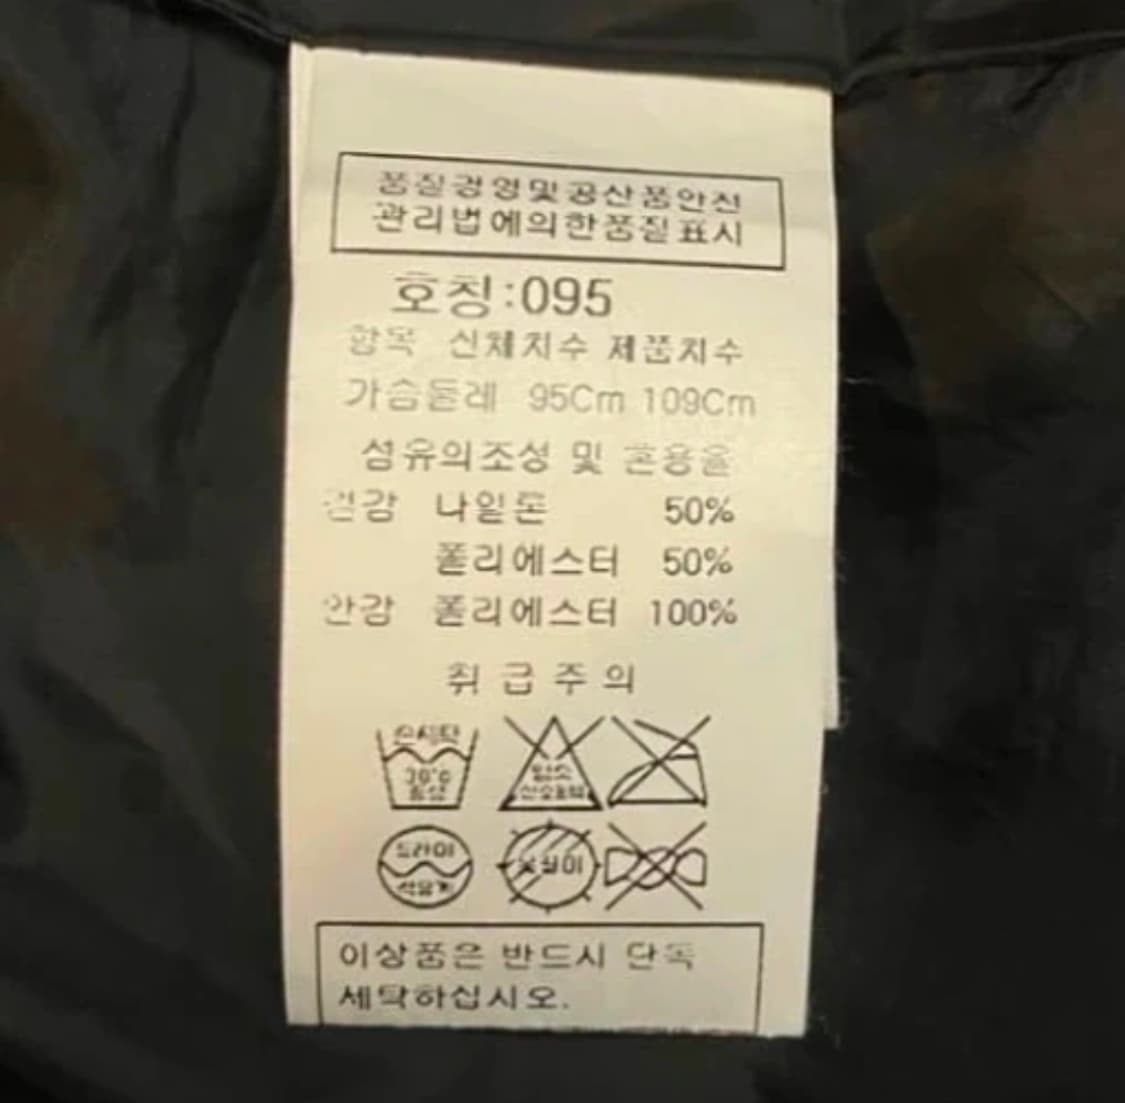 품질경영및공산품안전
관리법에의한품질표시
호칭:095
항목 신체치수 제품치수
가슴둘레 95Cm 109Cm
섬유의조성 및 혼용율
겉감 나일론 50%
폴리에스터 50%
안감 폴리에스터 100%
취급주의
손세탁
30°C
중성
염소
산소표백
드라이
석유계
옷걸이
이상품은 반드시 단독
세탁하십시오.